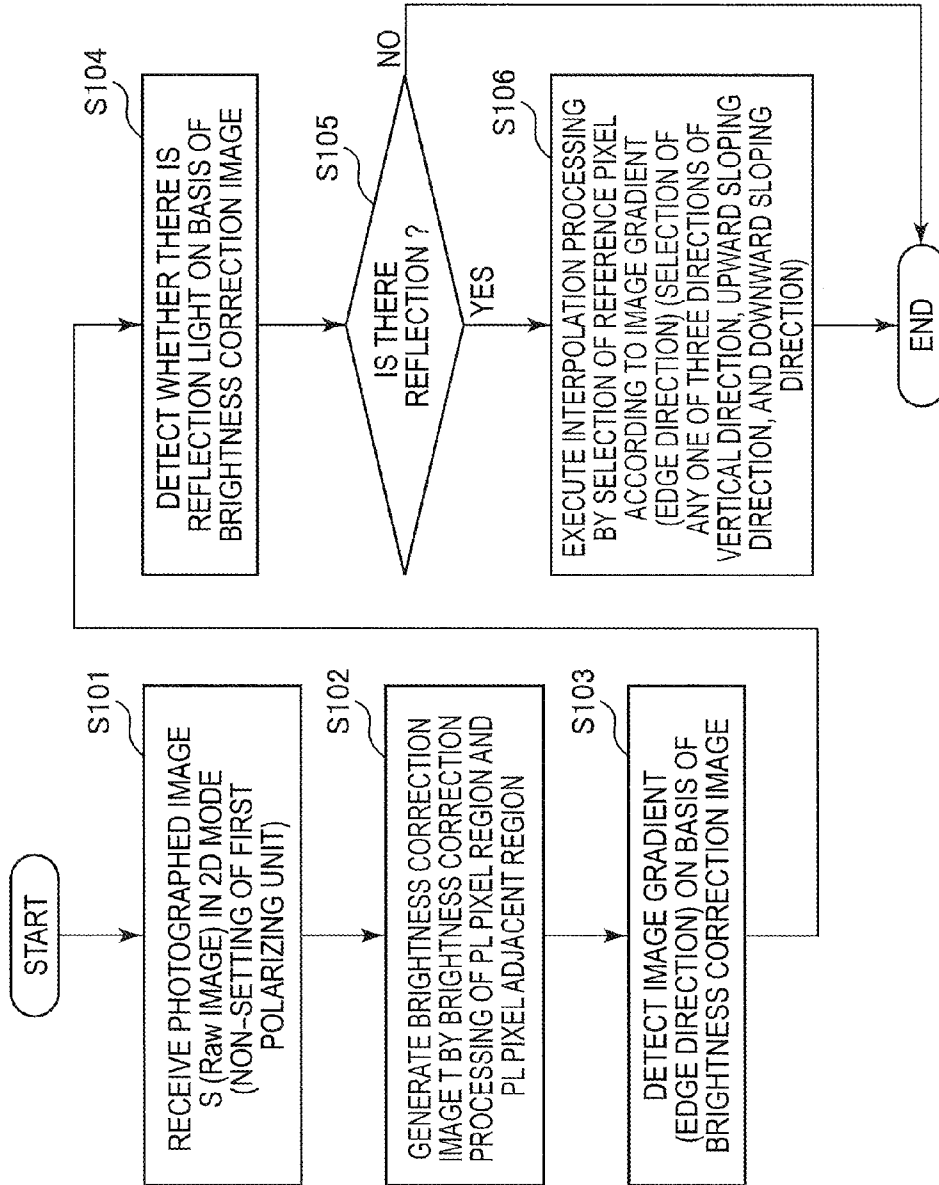 START
S101
RECEIVE PHOTOGRAPHED IMAGE
S (Raw IMAGE) IN 2D MODE
(NON-SETTING OF FIRST
POLARIZING UNIT)
S102
GENERATE BRIGHTNESS CORRECTION
IMAGE T BY BRIGHTNESS CORRECTION
PROCESSING OF PL PIXEL REGION AND
PL PIXEL ADJACENT REGION
S103
DETECT IMAGE GRADIENT
(EDGE DIRECTION) ON BASIS OF
BRIGHTNESS CORRECTION IMAGE
S104
DETECT WHETHER THERE IS
REFLECTION LIGHT ON BASIS OF
BRIGHTNESS CORRECTION IMAGE
S105
IS THERE
REFLECTION ?
NO
YES
S106
EXECUTE INTERPOLATION PROCESSING
BY SELECTION OF REFERENCE PIXEL
ACCORDING TO IMAGE GRADIENT
(EDGE DIRECTION) (SELECTION OF
ANY ONE OF THREE DIRECTIONS OF
VERTICAL DIRECTION, UPWARD SLOPING
DIRECTION, AND DOWNWARD SLOPING
DIRECTION)
END